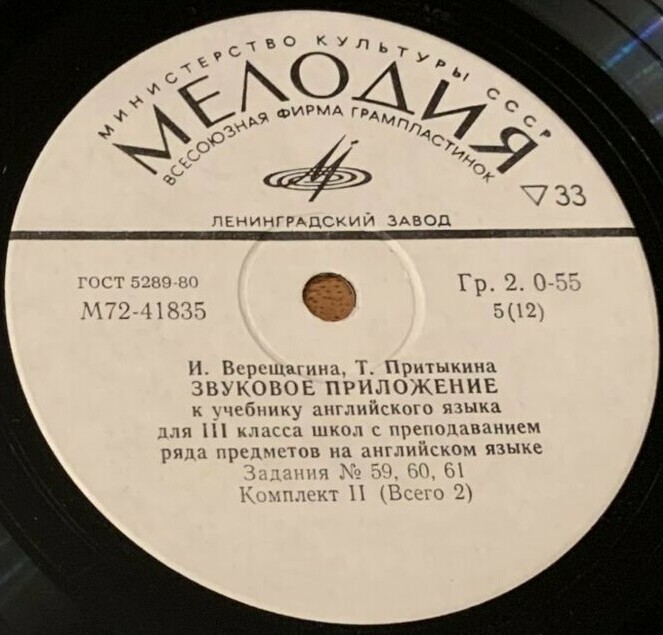 МИНИСТЕРСТВО КУЛЬТУРЫ СССР
МЕЛОДИЯ
ВСЕСОЮЗНАЯ ФИРМА ГРАМПЛАСТИНОК
▽33
ЛЕНИНГРАДСКИЙ ЗАВОД
ГОСТ 5289-80
Гр. 2. 0-55
М72-41835
5(12)
И. Верещагина, Т. Притыкина
ЗВУКОВОЕ ПРИЛОЖЕНИЕ
к учебнику английского языка
для III класса школ с преподаванием
ряда предметов на английском языке
Задания № 59, 60, 61
Комплект II (Всего 2)